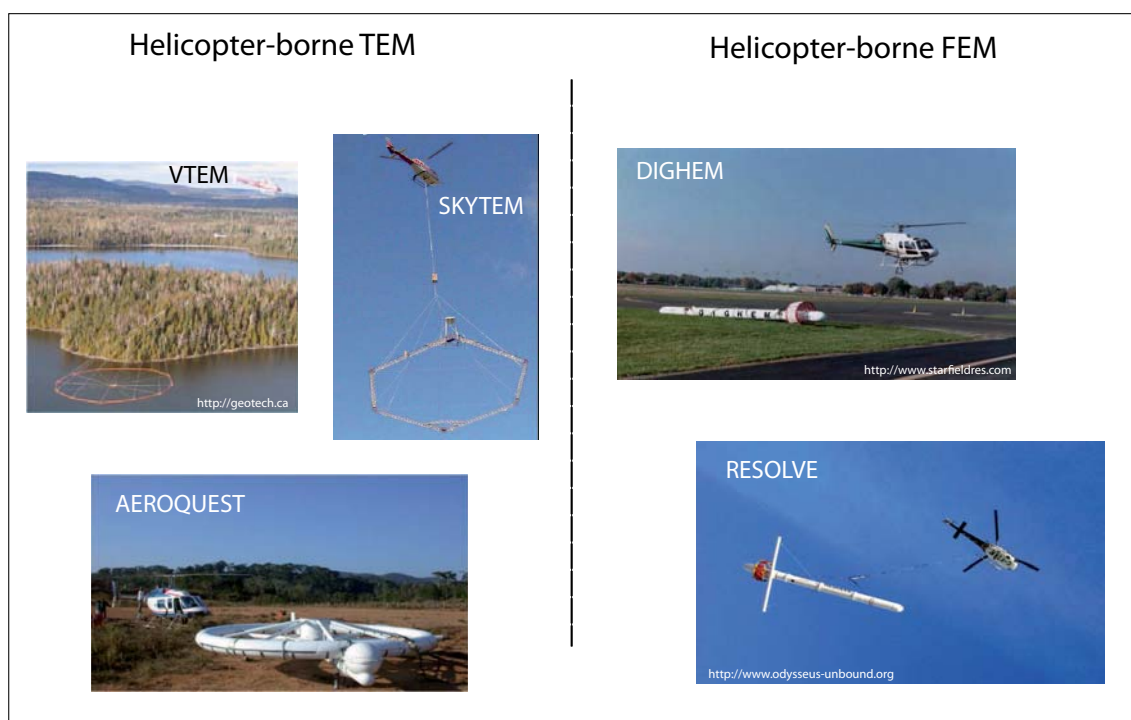 Helicopter-borne TEM
Helicopter-borne FEM
VTEM
http://geotech.ca
SKYTEM
AEROQUEST
DIGHEM
DIGHEM
http://www.starfieldres.com
RESOLVE
http://www.odysseus-unbound.org